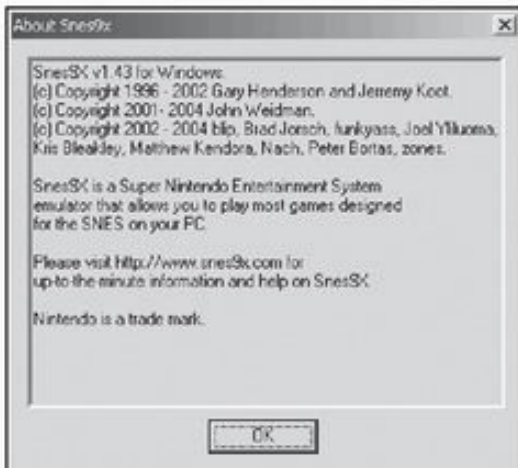 About Snes9x
SnesSX v1.43 for Windows.
(c) Copyright 1996 - 2002 Gary Henderson and Jerremy Koot.
(c) Copyright 2001- 2004 John Weidman.
(c) Copyright 2002 - 2004 blip, Brad Jorsch, funkyass, Joel Yliluoma,
Kris Bleakley, Matthew Kendora, Nach, Peter Bortas, zones.
SnesSX is a Super Nintendo Entertainment System
emulator that allows you to play most games designed
for the SNES on your PC.
Please visit http://www.snes9x.com for
up-to-the-minute information and help on SnesSX
Nintendo is a trade mark.
OK